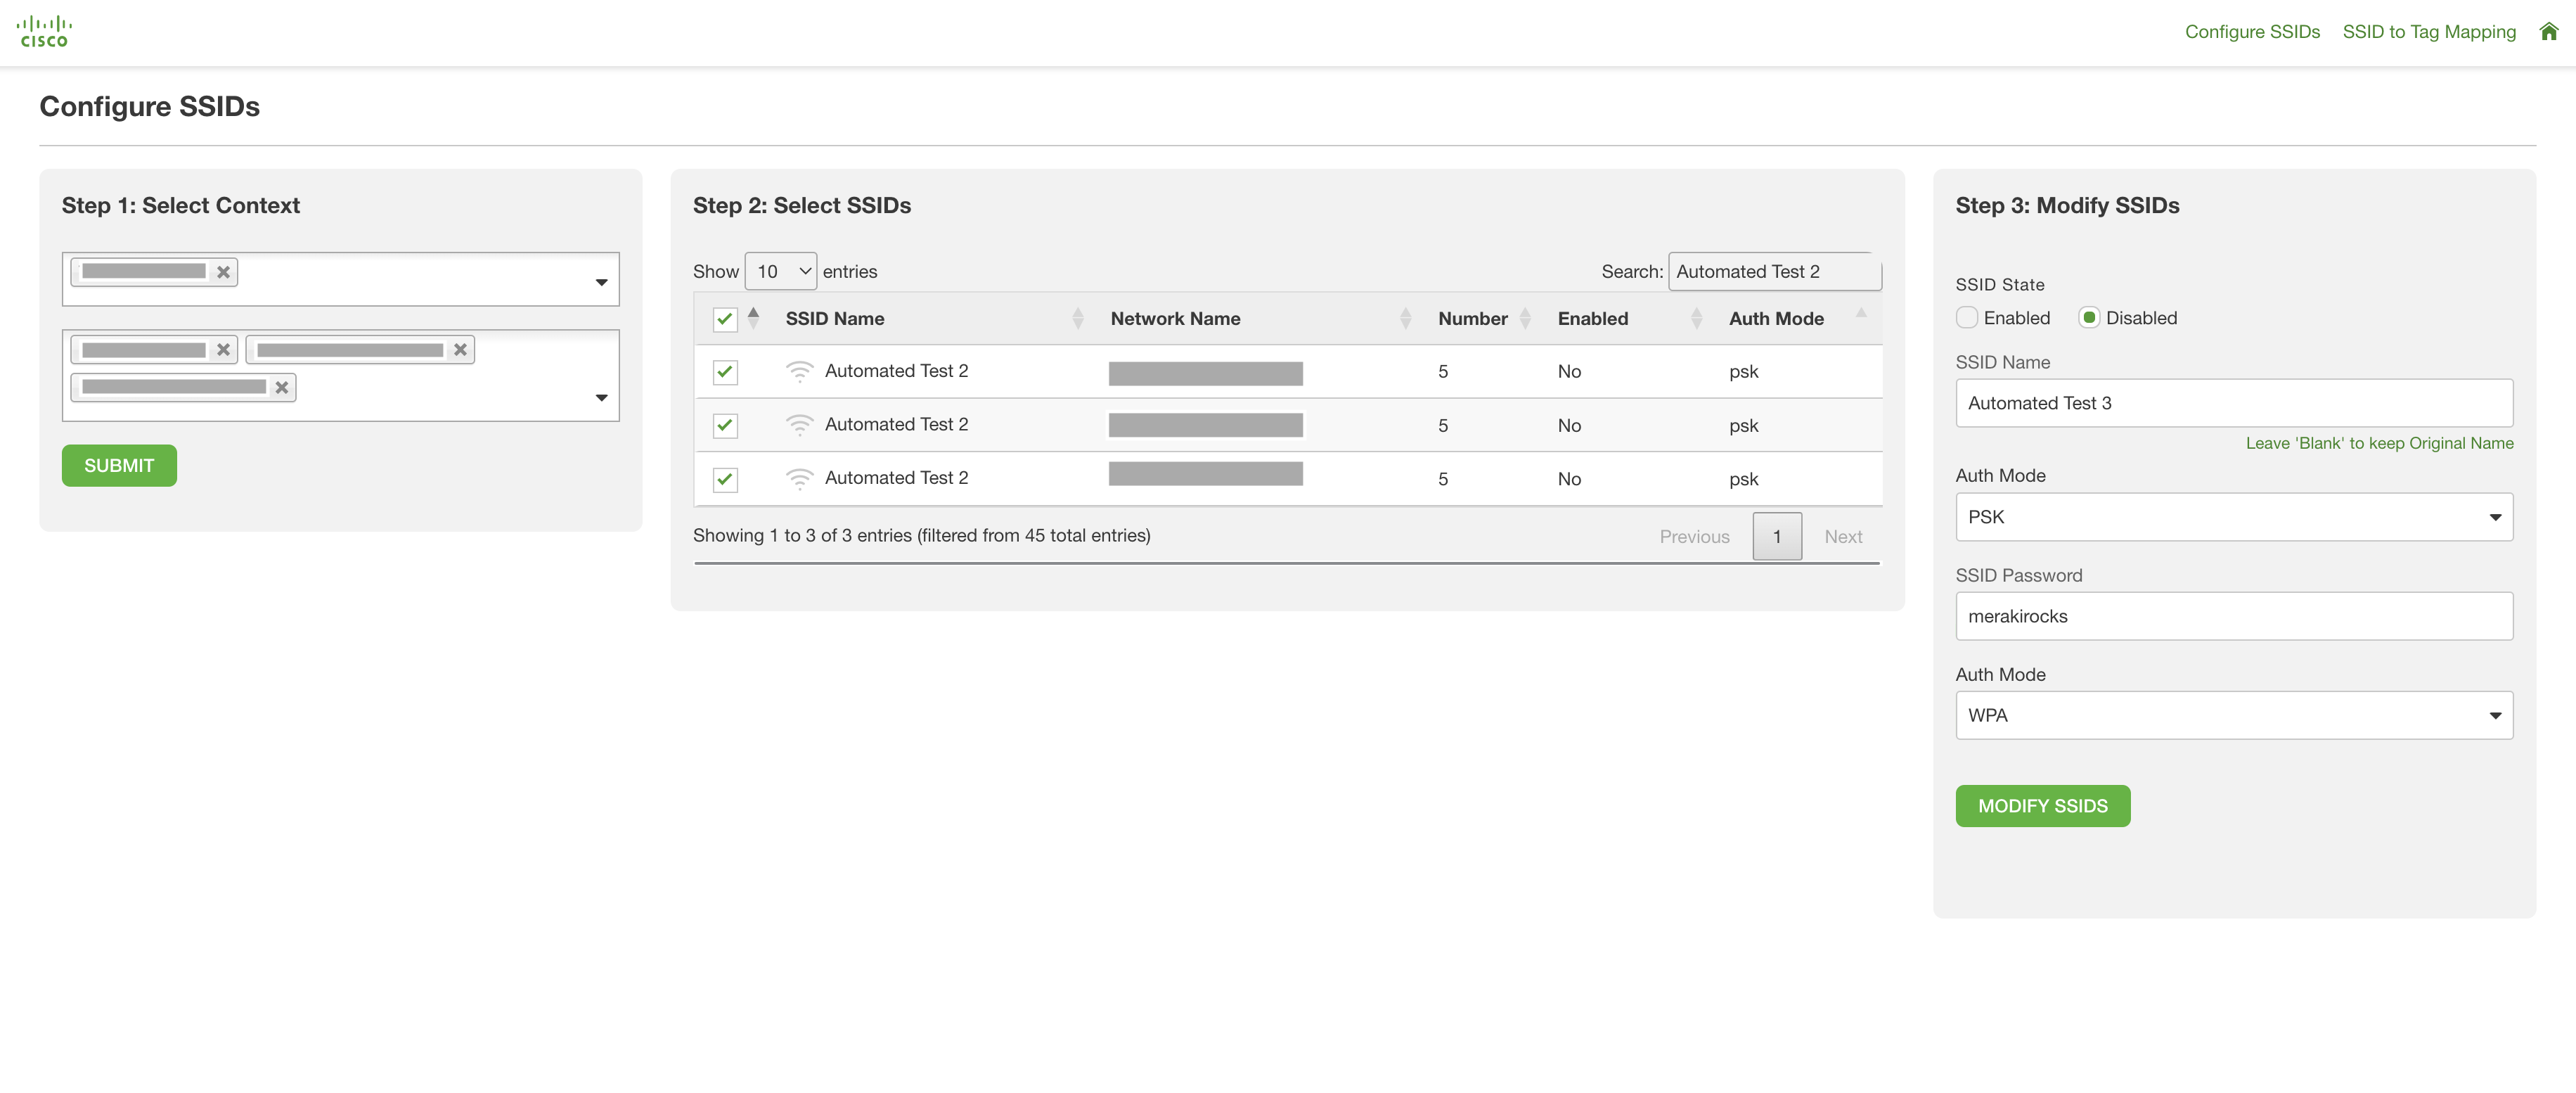 CISCO
Configure SSIDs SSID to Tag Mapping
Configure SSIDs
Step 1: Select Context
SUBMIT
Step 2: Select SSIDs
Show 10 entries Search: Automated Test 2
SSID Name Network Name Number Enabled Auth Mode
Automated Test 2 5 No psk
Automated Test 2 5 No psk
Automated Test 2 5 No psk
Showing 1 to 3 of 3 entries (filtered from 45 total entries) Previous 1 Next
Step 3: Modify SSIDs
SSID State
Enabled Disabled
SSID Name
Automated Test 3
Leave 'Blank' to keep Original Name
Auth Mode
PSK
SSID Password
merakirocks
Auth Mode
WPA
MODIFY SSIDS